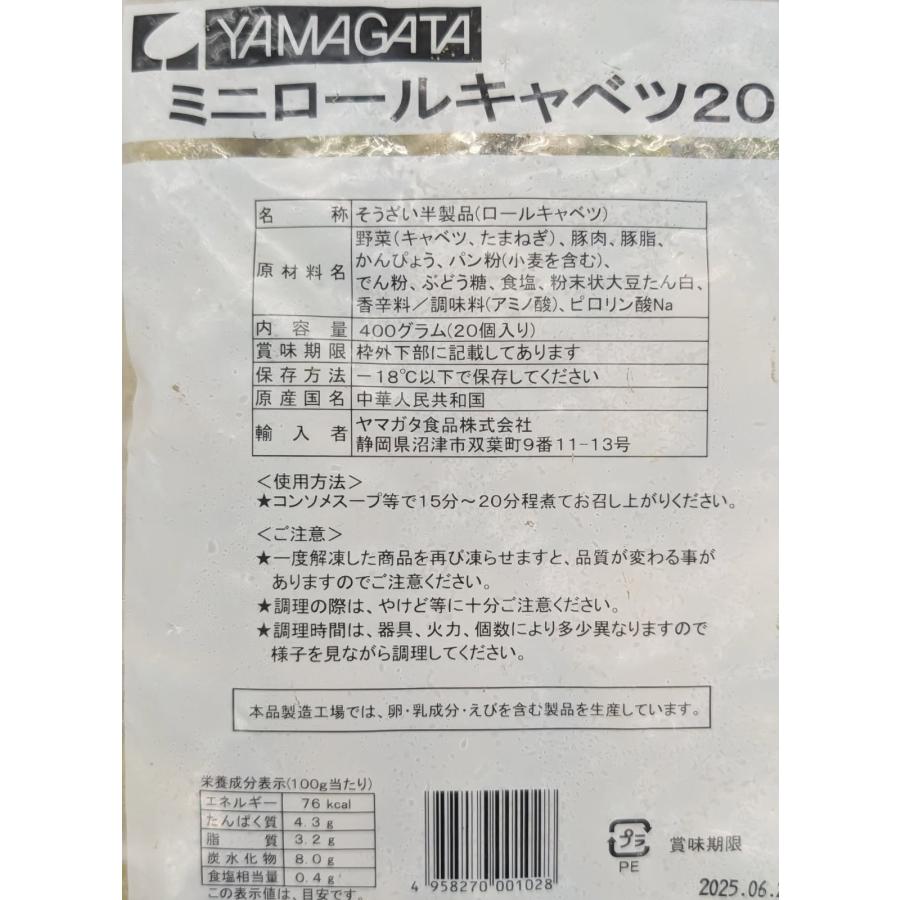 YAMAGATA
ミニロールキャベツ20
名称 そうざい半製品(ロールキャベツ)
原材料名 野菜(キャベツ、たまねぎ)、豚肉、豚脂、
かんぴょう、パン粉(小麦を含む)、
でん粉、ぶどう糖、食塩、粉末状大豆たん白、
香辛料／調味料(アミノ酸)、ピロリン酸Na
内容量 400グラム(20個入り)
賞味期限 枠外下部に記載してあります
保存方法 －18℃以下で保存してください
原産国名 中華人民共和国
輸入者 ヤマガタ食品株式会社
静岡県沼津市双葉町9番11-13号
＜使用方法＞
★コンソメスープ等で15分～20分程煮てお召し上がりください。
＜ご注意＞
★一度解凍した商品を再び凍らせますと、品質が変わる事が
ありますのでご注意ください。
★調理の際は、やけど等に十分ご注意ください。
★調理時間は、器具、火力、個数により多少異なりますので
様子を見ながら調理してください。
本品製造工場では、卵・乳成分・えびを含む製品を生産しています。
栄養成分表示(100g当たり)
エネルギー 76 kcal
たんぱく質 4.3 g
脂質 3.2 g
炭水化物 8.0 g
食塩相当量 0.4 g
この表示値は、目安です。
4 958270 001028
プラ
PE
賞味期限
2025.06.